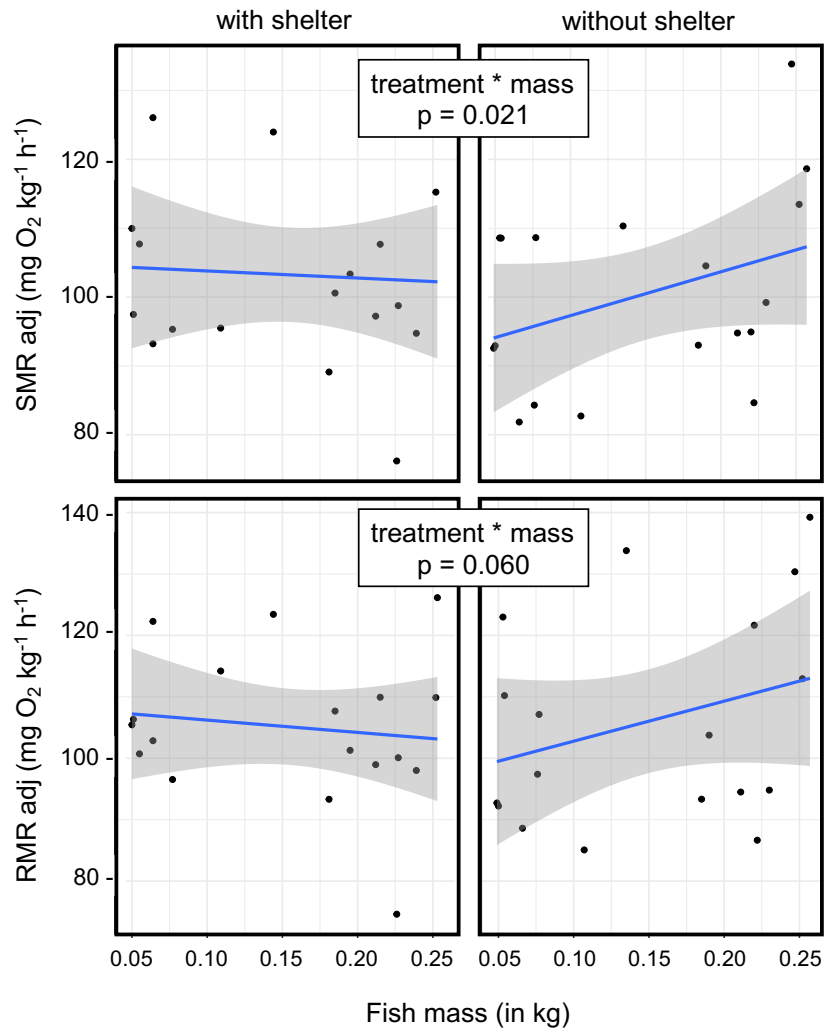 with shelter
without shelter
treatment * mass
p = 0.021
SMR adj (mg O₂ kg⁻¹ h⁻¹)
120
100
80
treatment * mass
p = 0.060
RMR adj (mg O₂ kg⁻¹ h⁻¹)
140
120
100
80
0.05 0.10 0.15 0.20 0.25 0.05 0.10 0.15 0.20 0.25
Fish mass (in kg)